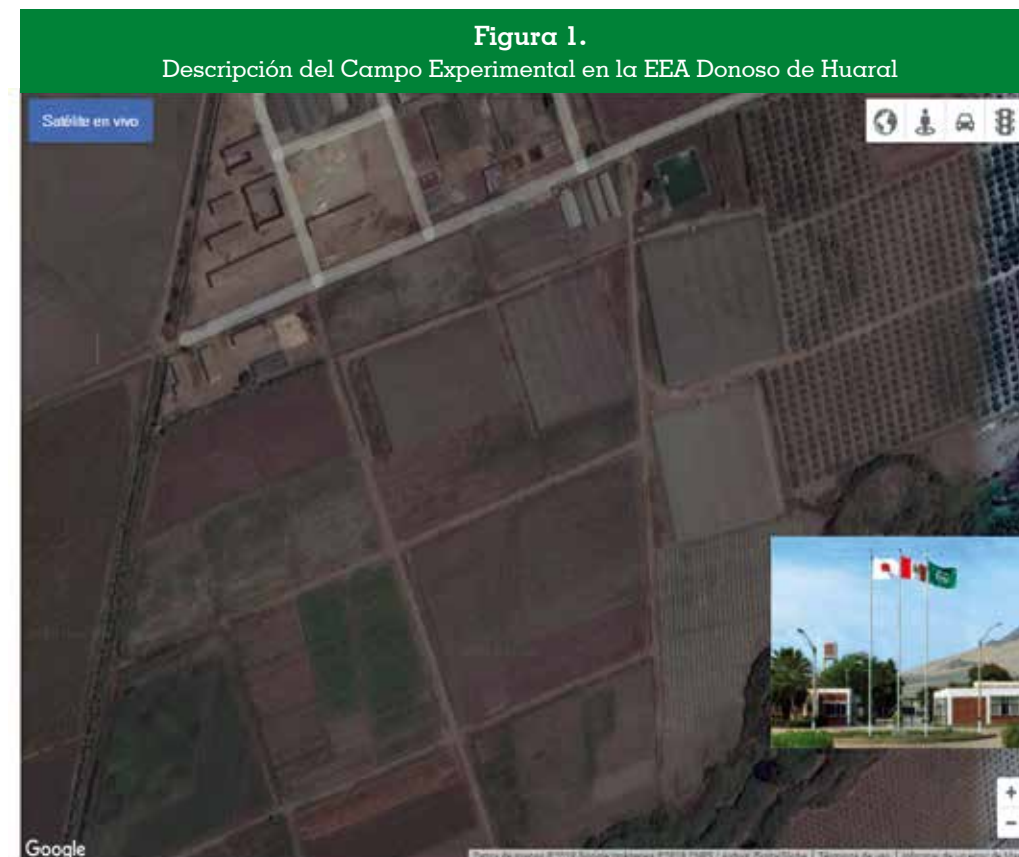 Figura 1.
Descripción del Campo Experimental en la EEA Donoso de Huaral
Satélite en vivo
+
−
Google